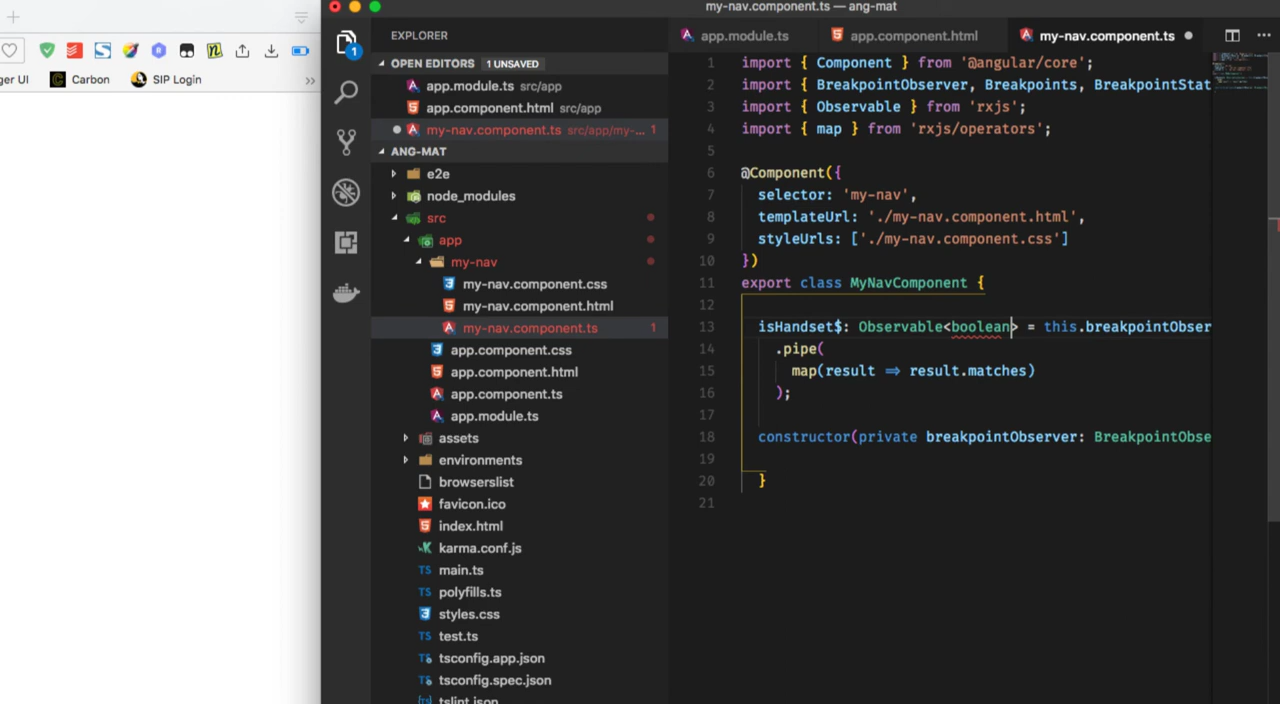 my-nav.component.ts — ang-mat
ger UI
Carbon
SIP Login
»
1
EXPLORER
OPEN EDITORS 1 UNSAVED
app.module.ts src/app
app.component.html src/app
my-nav.component.ts src/app/my-... 1
ANG-MAT
e2e
node_modules
src
app
my-nav
my-nav.component.css
my-nav.component.html
my-nav.component.ts 1
app.component.css
app.component.html
app.component.ts
app.module.ts
assets
environments
browserslist
favicon.ico
index.html
karma.conf.js
main.ts
polyfills.ts
styles.css
test.ts
tsconfig.app.json
tsconfig.spec.json
tslint.json
app.module.ts
app.component.html
my-nav.component.ts
1 import { Component } from '@angular/core';
2 import { BreakpointObserver, Breakpoints, BreakpointStat
3 import { Observable } from 'rxjs';
4 import { map } from 'rxjs/operators';
5
6 @Component({
7 selector: 'my-nav',
8 templateUrl: './my-nav.component.html',
9 styleUrls: ['./my-nav.component.css']
10 })
11 export class MyNavComponent {
12
13 isHandset$: Observable<boolean> = this.breakpointObser
14 .pipe(
15 map(result => result.matches)
16 );
17
18 constructor(private breakpointObserver: BreakpointObse
19
20 }
21